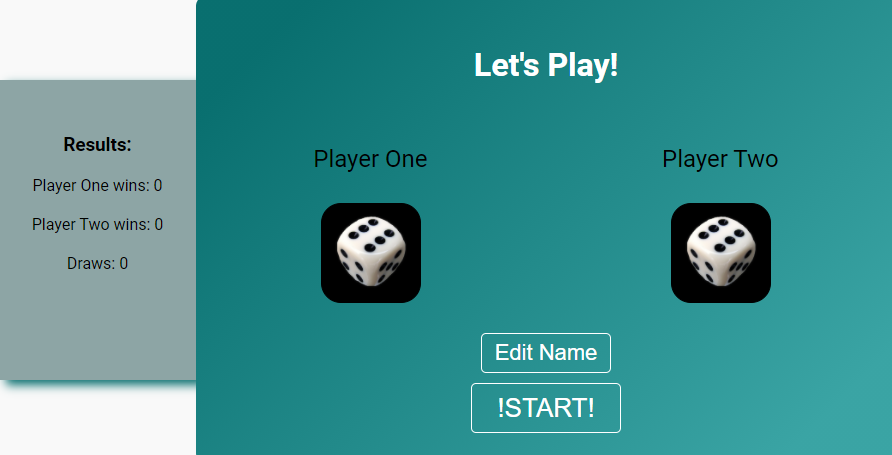 Let's Play!
Results:
Player One wins: 0
Player Two wins: 0
Draws: 0
Player One
Player Two
Edit Name
!START!